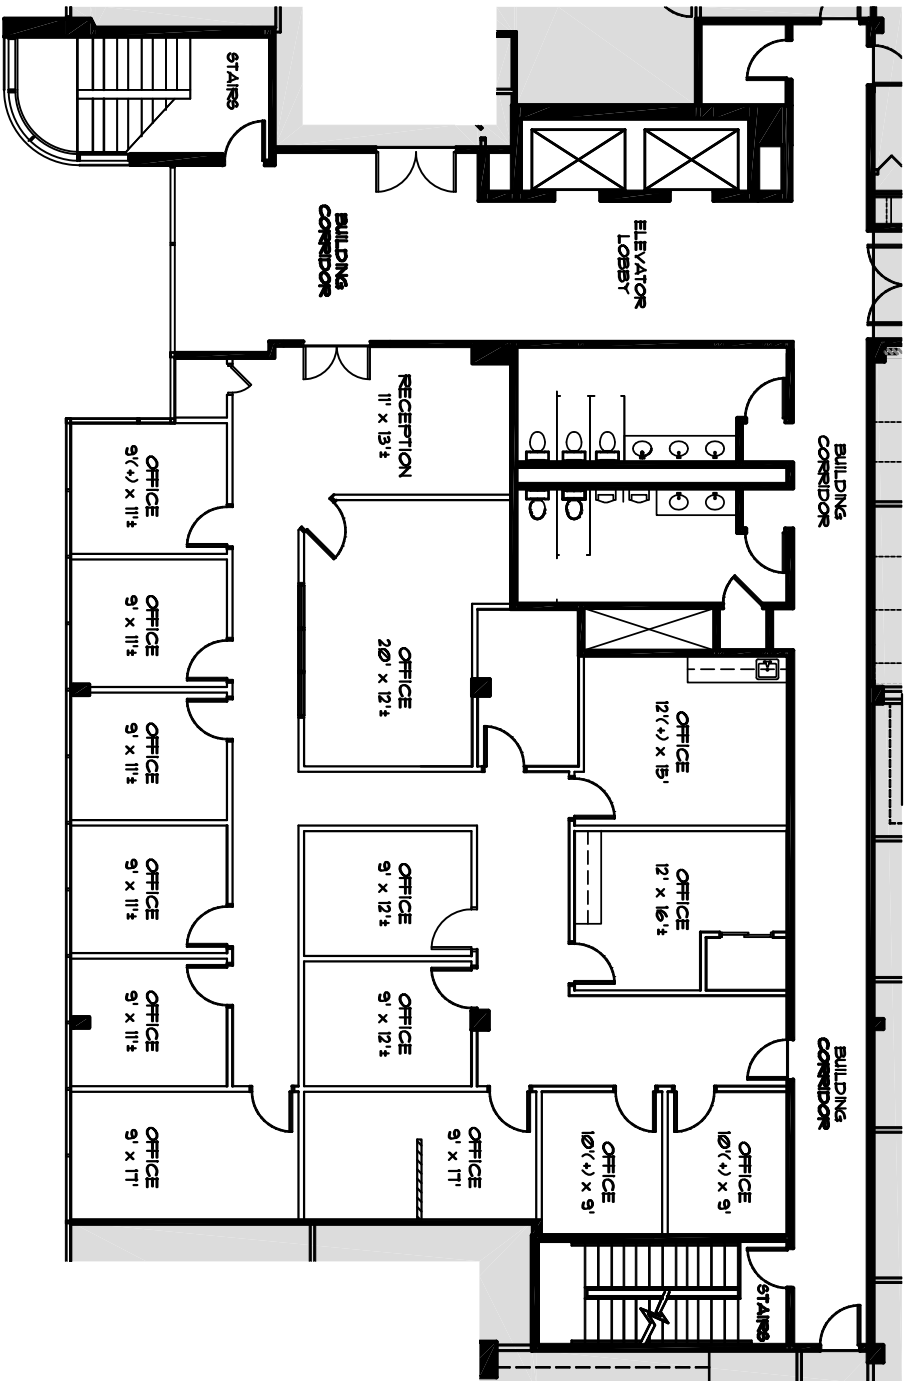 STAIRS
BUILDING
CORRIDOR
ELEVATOR
LOBBY
RECEPTION
11' x 13'±
BUILDING
CORRIDOR
OFFICE
9'(+) x 11'±
OFFICE
9' x 11'±
OFFICE
20' x 12'±
OFFICE
12'(+) x 15'
OFFICE
9' x 11'±
OFFICE
9' x 11'±
OFFICE
9' x 12'±
OFFICE
12' x 16'±
OFFICE
9' x 11'±
OFFICE
9' x 12'±
BUILDING
CORRIDOR
OFFICE
9' x 17'
OFFICE
9' x 17'
OFFICE
10'(+) x 9'
OFFICE
10'(+) x 9'
STAIRS